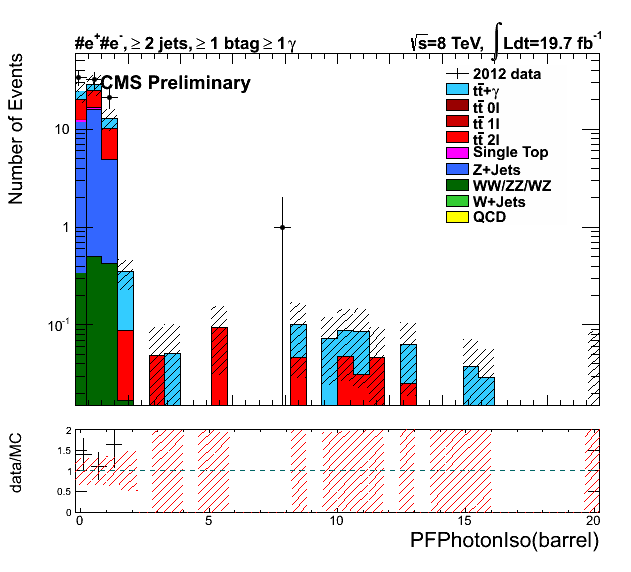 #e⁺#e⁻, ≥ 2 jets, ≥ 1 btag ≥ 1 γ
√s=8 TeV, ∫ Ldt=19.7 fb⁻¹
CMS Preliminary
2012 data
tt̄+γ
tt̄ 0l
tt̄ 1l
tt̄ 2l
Single Top
Z+Jets
WW/ZZ/WZ
W+Jets
QCD
Number of Events
10
1
10⁻¹
data/MC
2
1.5
1
0.5
0
0 5 10 15 20
PFPhotonIso(barrel)